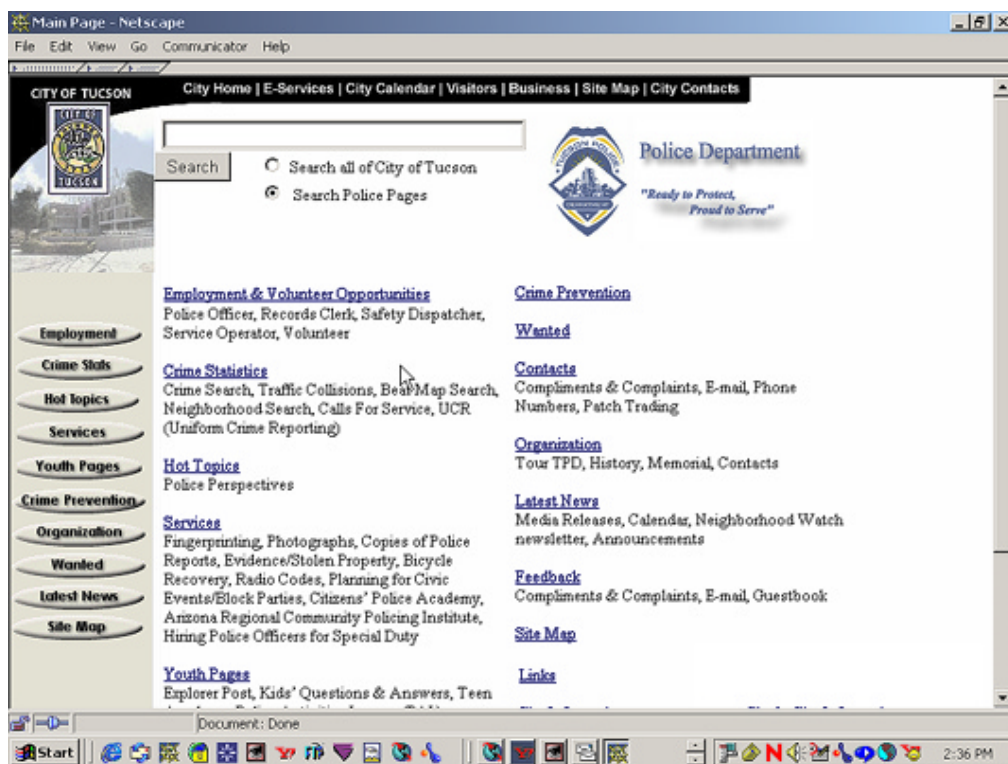 Main Page - Netscape
File Edit View Go Communicator Help
CITY OF TUCSON
City Home | E-Services | City Calendar | Visitors | Business | Site Map | City Contacts
CITY OF
TUCSON
Search
Search all of City of Tucson
Search Police Pages
TUCSON POLICE
Police Department
"Ready to Protect,
Proud to Serve"
Employment
Crime Stats
Hot Topics
Services
Youth Pages
Crime Prevention
Organization
Wanted
Latest News
Site Map
Employment & Volunteer Opportunities
Police Officer, Records Clerk, Safety Dispatcher,
Service Operator, Volunteer
Crime Statistics
Crime Search, Traffic Collisions, Beat Map Search,
Neighborhood Search, Calls For Service, UCR
(Uniform Crime Reporting)
Hot Topics
Police Perspectives
Services
Fingerprinting, Photographs, Copies of Police
Reports, Evidence/Stolen Property, Bicycle
Recovery, Radio Codes, Planning for Civic
Events/Block Parties, Citizens' Police Academy,
Arizona Regional Community Policing Institute,
Hiring Police Officers for Special Duty
Youth Pages
Explorer Post, Kids' Questions & Answers, Teen
Crime Prevention
Wanted
Contacts
Compliments & Complaints, E-mail, Phone
Numbers, Patch Trading
Organization
Tour TPD, History, Memorial, Contacts
Latest News
Media Releases, Calendar, Neighborhood Watch
newsletter, Announcements
Feedback
Compliments & Complaints, E-mail, Guestbook
Site Map
Links
Document: Done
Start
2:36 PM